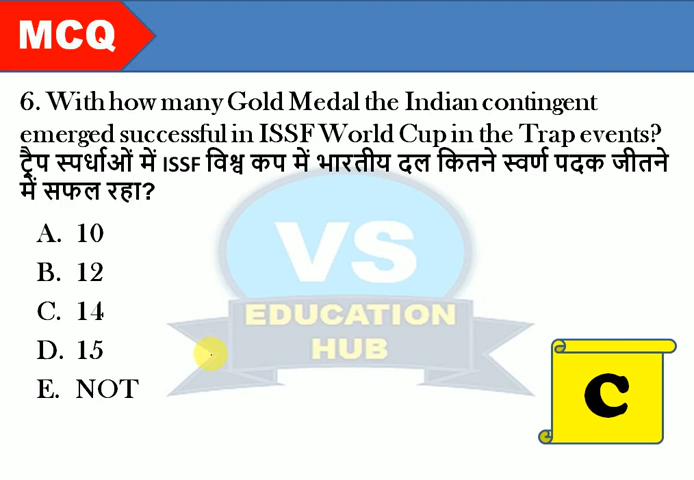 MCQ
6. With how many Gold Medal the Indian contingent
emerged successful in ISSF World Cup in the Trap events?
ट्रैप स्पर्धाओं में ISSF विश्व कप में भारतीय दल कितने स्वर्ण पदक जीतने
में सफल रहा?
A. 10
B. 12
C. 14
D. 15
E. NOT
VS
EDUCATION
HUB
C